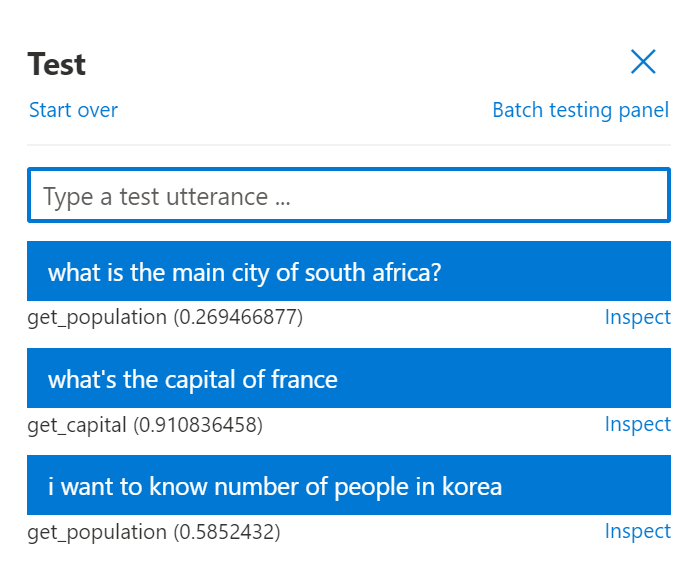 Test
Start over
Batch testing panel
Type a test utterance ...
what is the main city of south africa?
get_population (0.269466877)
Inspect
what's the capital of france
get_capital (0.910836458)
Inspect
i want to know number of people in korea
get_population (0.5852432)
Inspect